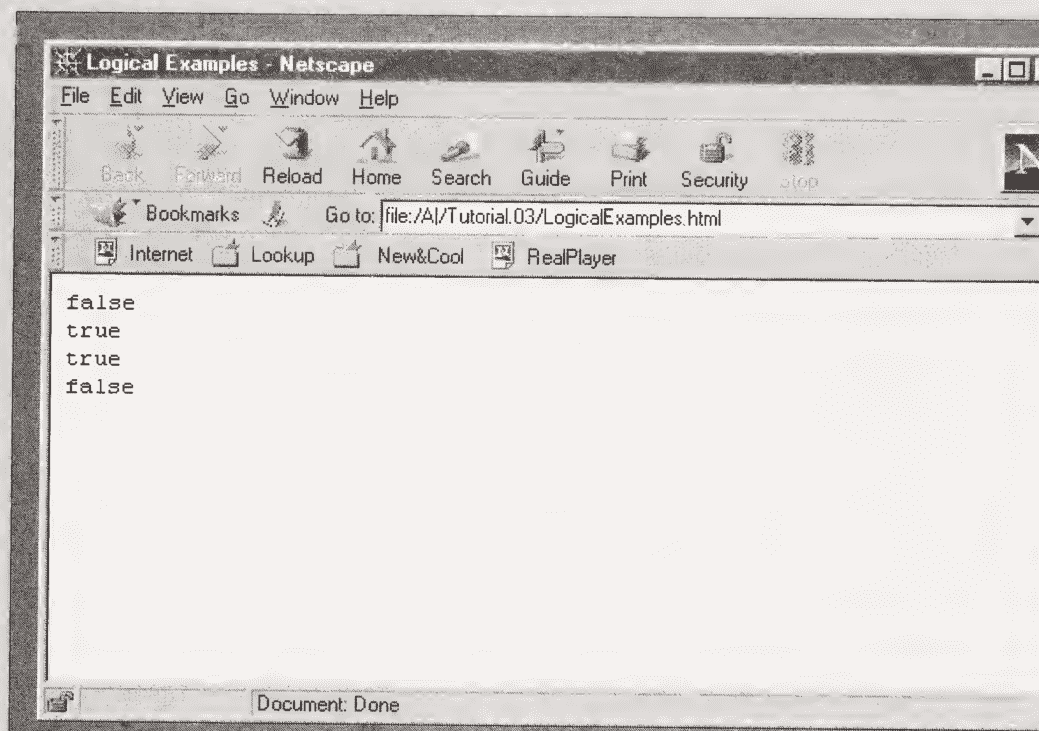 Logical Examples - Netscape
File Edit View Go Window Help
Back Forward Reload Home Search Guide Print Security Stop
Bookmarks Go to: file:/A|/Tutorial.03/LogicalExamples.html
Internet Lookup New&Cool RealPlayer
false
true
true
false
Document: Done
N